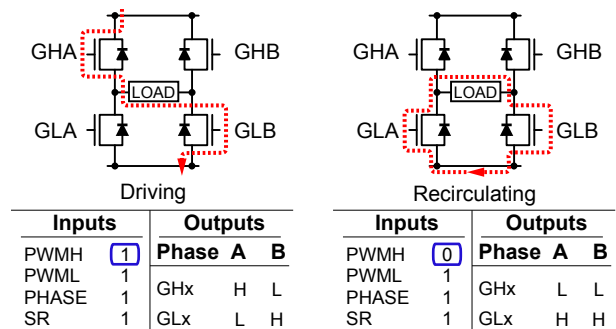 GHA GHB
LOAD
GLA GLB
Driving
Inputs Outputs
PWMH 1 Phase A B
PWML 1
PHASE 1 GHx H L
SR 1 GLx L H
GHA GHB
LOAD
GLA GLB
Recirculating
Inputs Outputs
PWMH 0 Phase A B
PWML 1
PHASE 1 GHx L L
SR 1 GLx H H